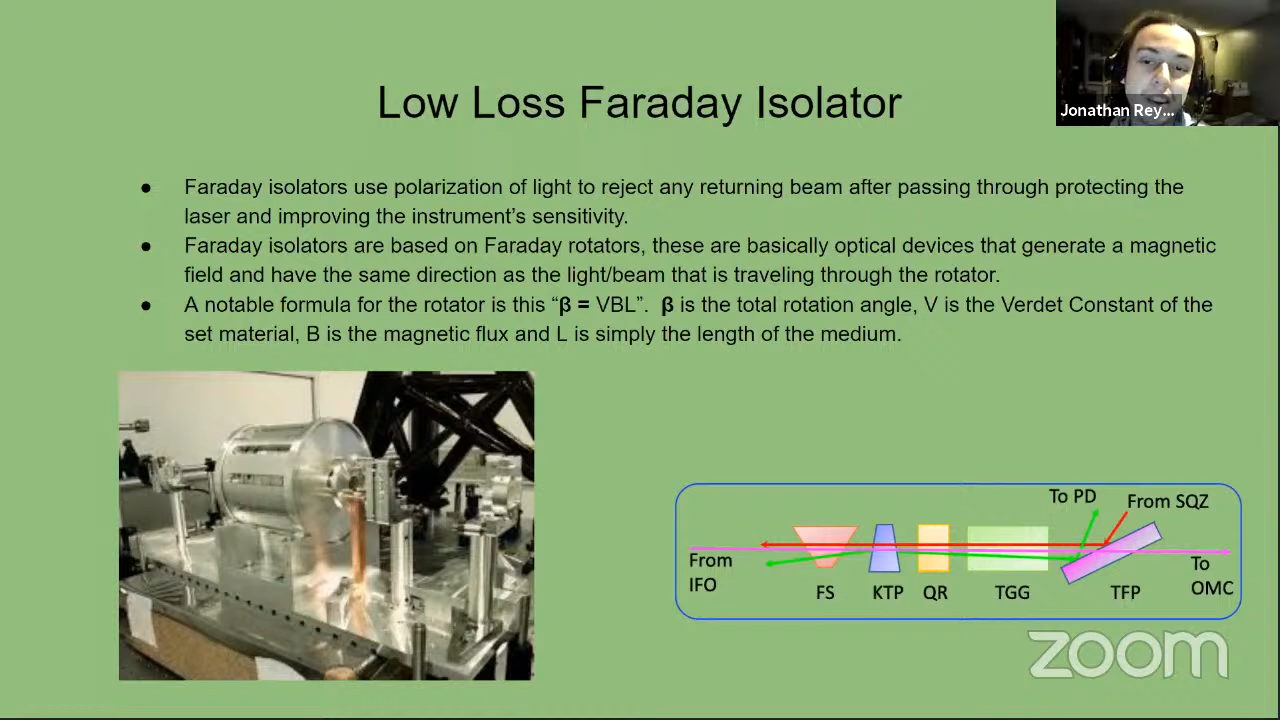 Low Loss Faraday Isolator
Jonathan Rey...
● Faraday isolators use polarization of light to reject any returning beam after passing through protecting the
laser and improving the instrument's sensitivity.
● Faraday isolators are based on Faraday rotators, these are basically optical devices that generate a magnetic
field and have the same direction as the light/beam that is traveling through the rotator.
● A notable formula for the rotator is this “β = VBL”. β is the total rotation angle, V is the Verdet Constant of the
set material, B is the magnetic flux and L is simply the length of the medium.
To PD
From SQZ
From
IFO
To
OMC
FS
KTP
QR
TGG
TFP
zoom